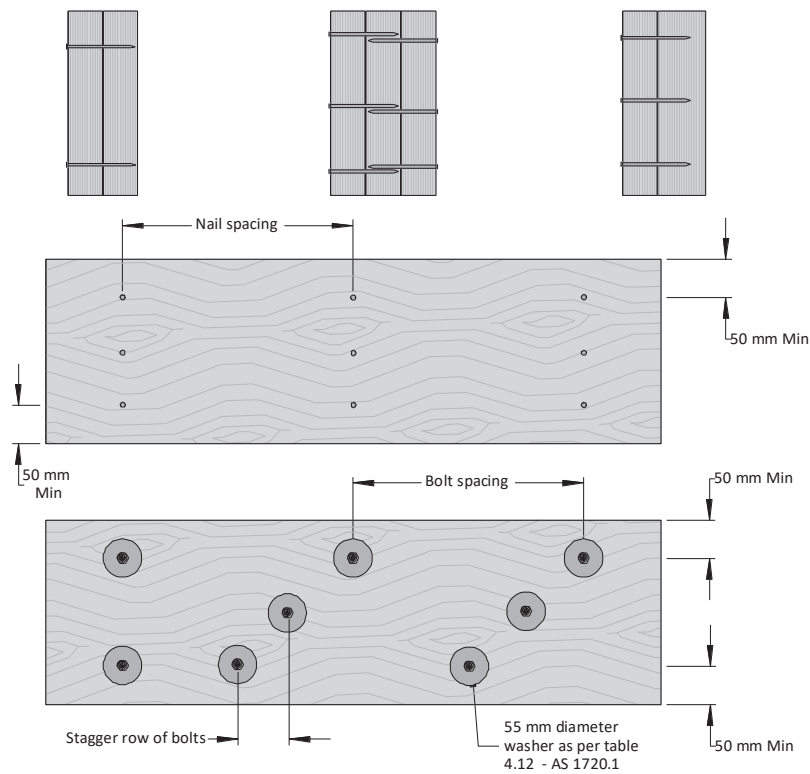 Nail spacing
50 mm Min
50 mm
Min
Bolt spacing
50 mm Min
Stagger row of bolts
55 mm diameter
washer as per table
4.12 - AS 1720.1
50 mm Min